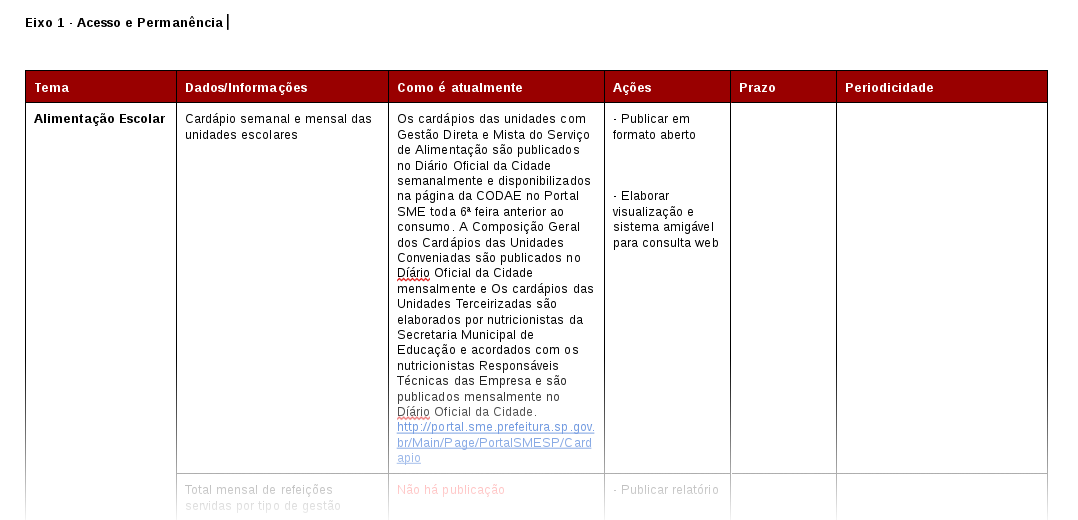 Eixo 1 - Acesso e Permanência
Tema Dados/Informações Como é atualmente Ações Prazo Periodicidade
Alimentação Escolar
Cardápio semanal e mensal das
unidades escolares
Os cardápios das unidades com
Gestão Direta e Mista do Serviço
de Alimentação são publicados
no Diário Oficial da Cidade
semanalmente e disponibilizados
na página da CODAE no Portal
SME toda 6ª feira anterior ao
consumo. A Composição Geral
dos Cardápios das Unidades
Conveniadas são publicados no
Díário Oficial da Cidade
mensalmente e Os cardápios das
Unidades Terceirizadas são
elaborados por nutricionistas da
Secretaria Municipal de
Educação e acordados com os
nutricionistas Responsáveis
Técnicas das Empresa e são
publicados mensalmente no
Díário Oficial da Cidade.
http://portal.sme.prefeitura.sp.gov.
br/Main/Page/PortalSMESP/Card
apio
- Publicar em
formato aberto
- Elaborar
visualização e
sistema amigável
para consulta web
Total mensal de refeições
servidas por tipo de gestão
Não há publicação
- Publicar relatório